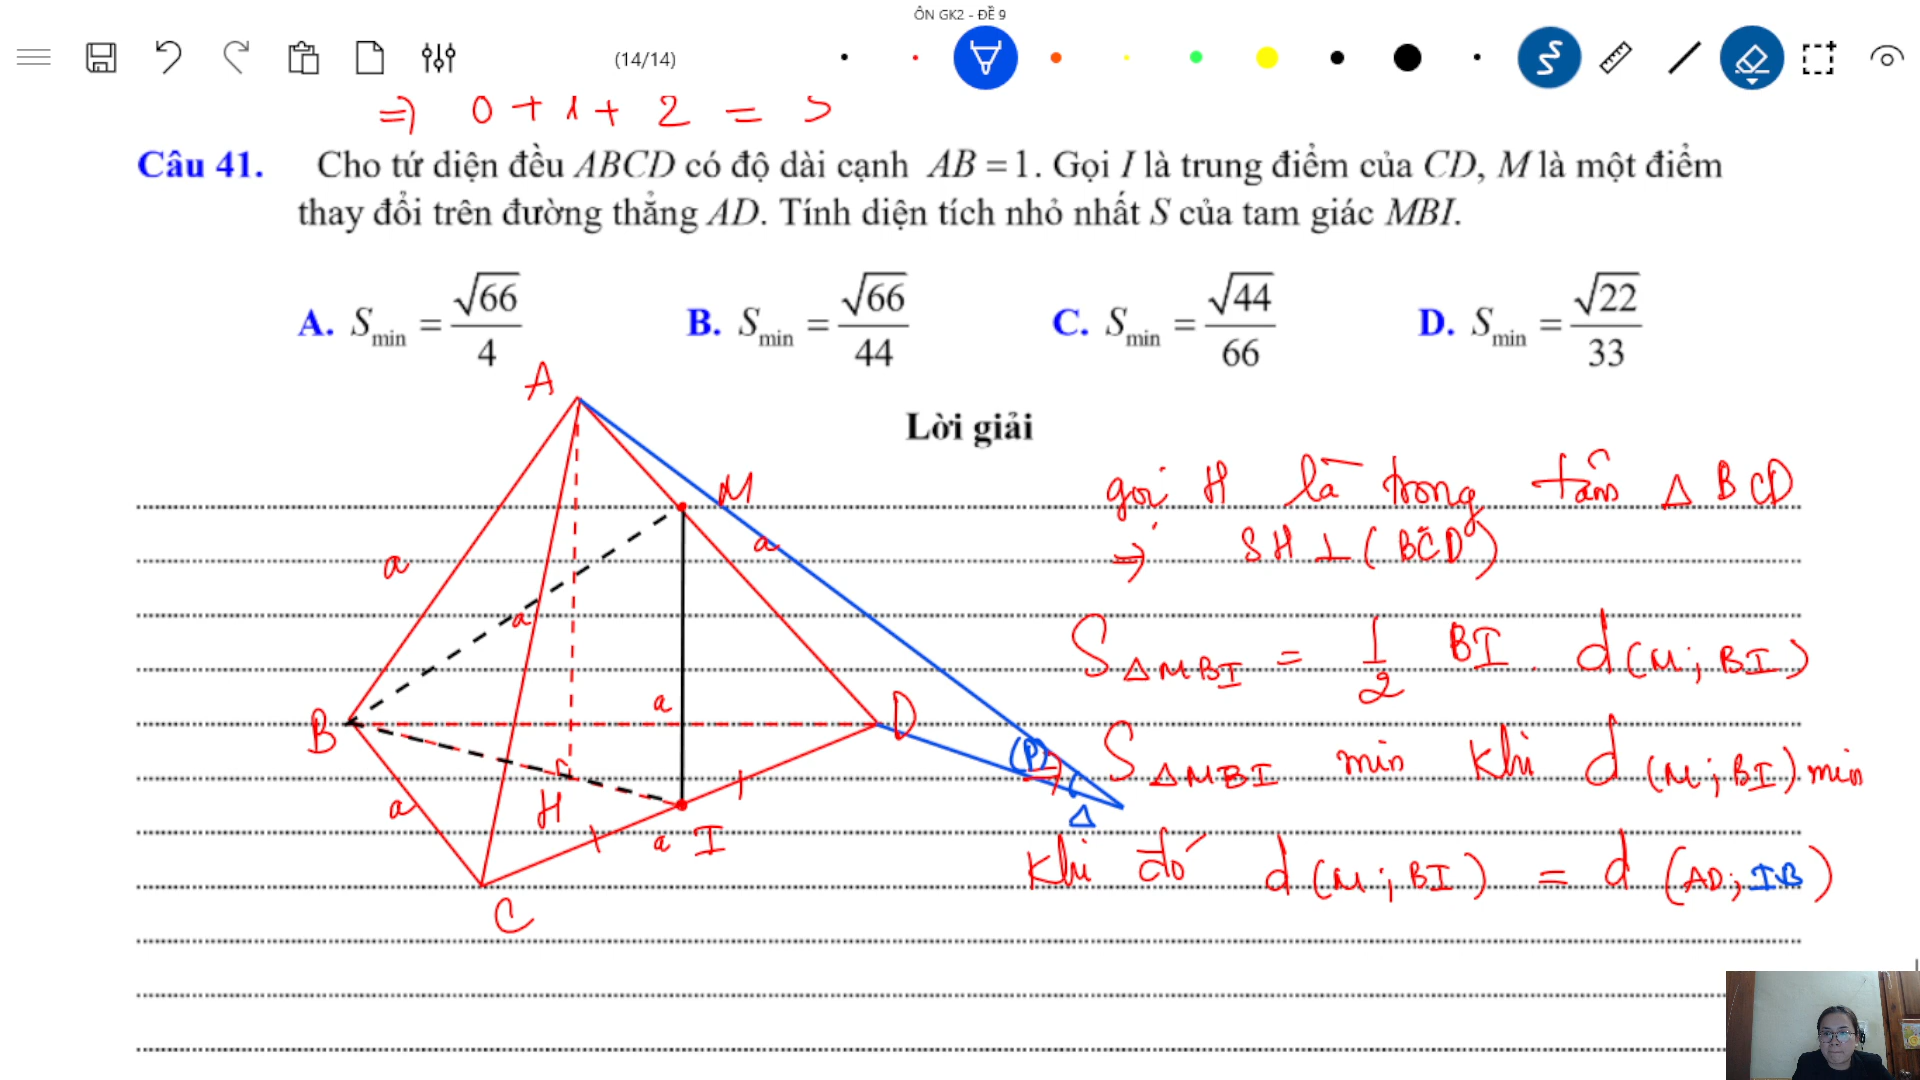 ÔN GK2 - ĐỀ 9
(14/14)
=> 0 + 1 + 2 = 3
Câu 41. Cho tứ diện đều ABCD có độ dài cạnh AB = 1. Gọi I là trung điểm của CD, M là một điểm
thay đổi trên đường thẳng AD. Tính diện tích nhỏ nhất S của tam giác MBI.
A. S_min = √66/4 B. S_min = √66/44 C. S_min = √44/66 D. S_min = √22/33
Lời giải
A
M
a
a
a
a
B
D
a
H
a I
C
(P)
Δ
gọi H là trọng tâm Δ BCD
=> SH ⊥ (BCD)
S ΔMBI = 1/2 BI . d(M; BI)
=> S ΔMBI min khi d (M; BI) min
Khi đó d (M; BI) = d (AD; IB)